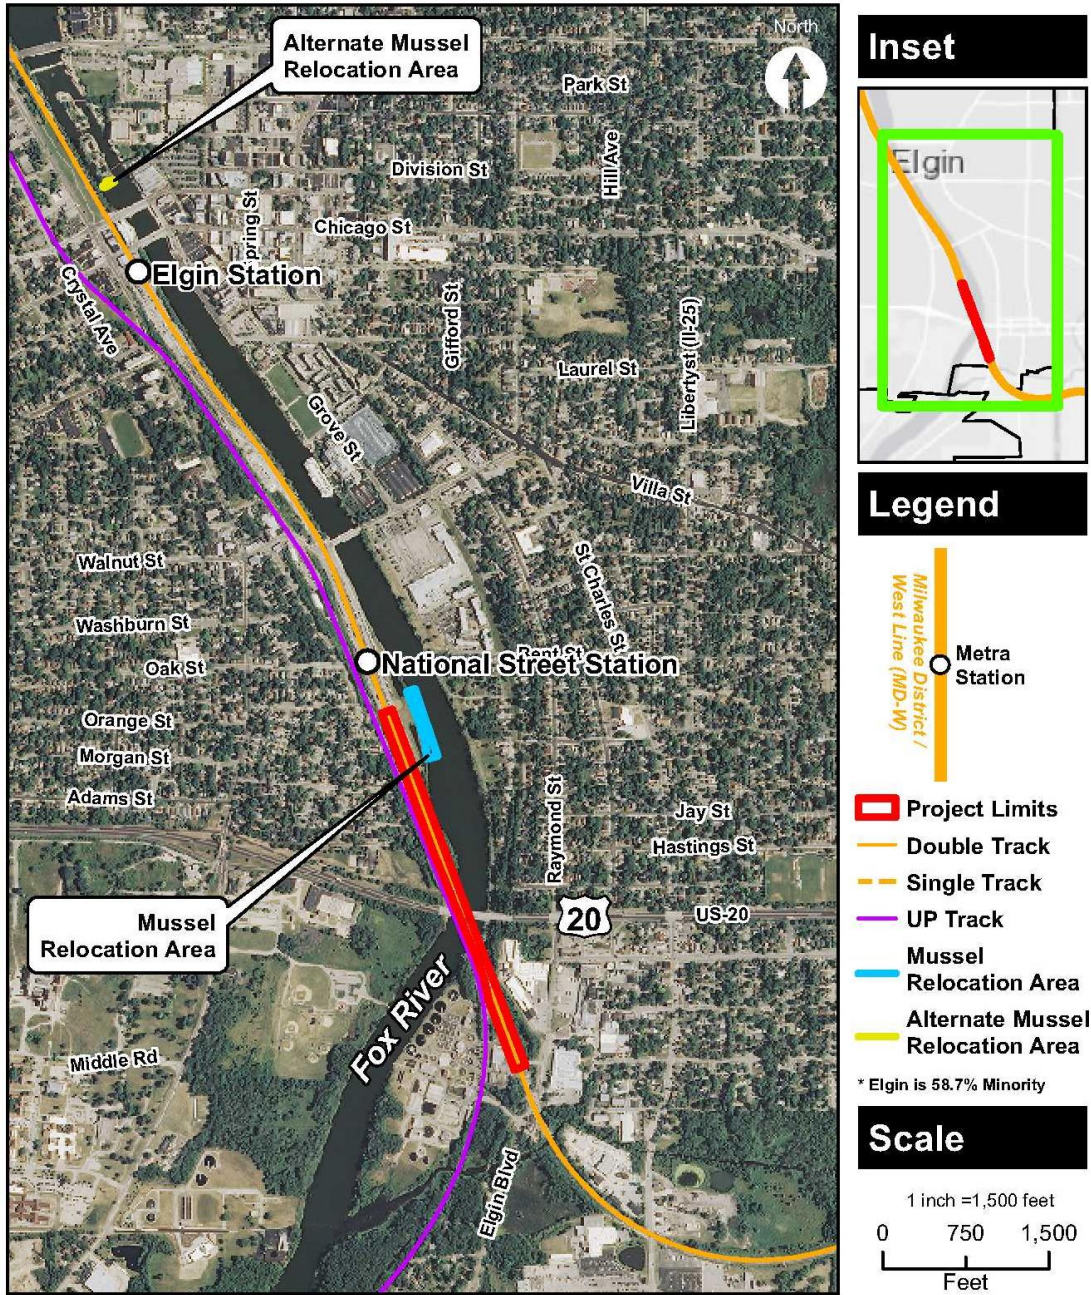 North
Alternate Mussel
Relocation Area
Park St
Hill Ave
Division St
Spring St
Chicago St
Elgin Station
Crystal Ave
Gifford St
Libertyst (Il-25)
Laurel St
Grove St
Villa St
Walnut St
St Charles St
Washburn St
Bent St
National Street Station
Oak St
Orange St
Morgan St
Adams St
Raymond St
Jay St
Hastings St
20
US-20
Mussel
Relocation Area
Fox River
Middle Rd
Elgin Blvd
Inset
Elgin
Legend
Milwaukee District /
West Line (MD-W)
Metra
Station
Project Limits
Double Track
Single Track
UP Track
Mussel
Relocation Area
Alternate Mussel
Relocation Area
* Elgin is 58.7% Minority
Scale
1 inch =1,500 feet
0 750 1,500
Feet